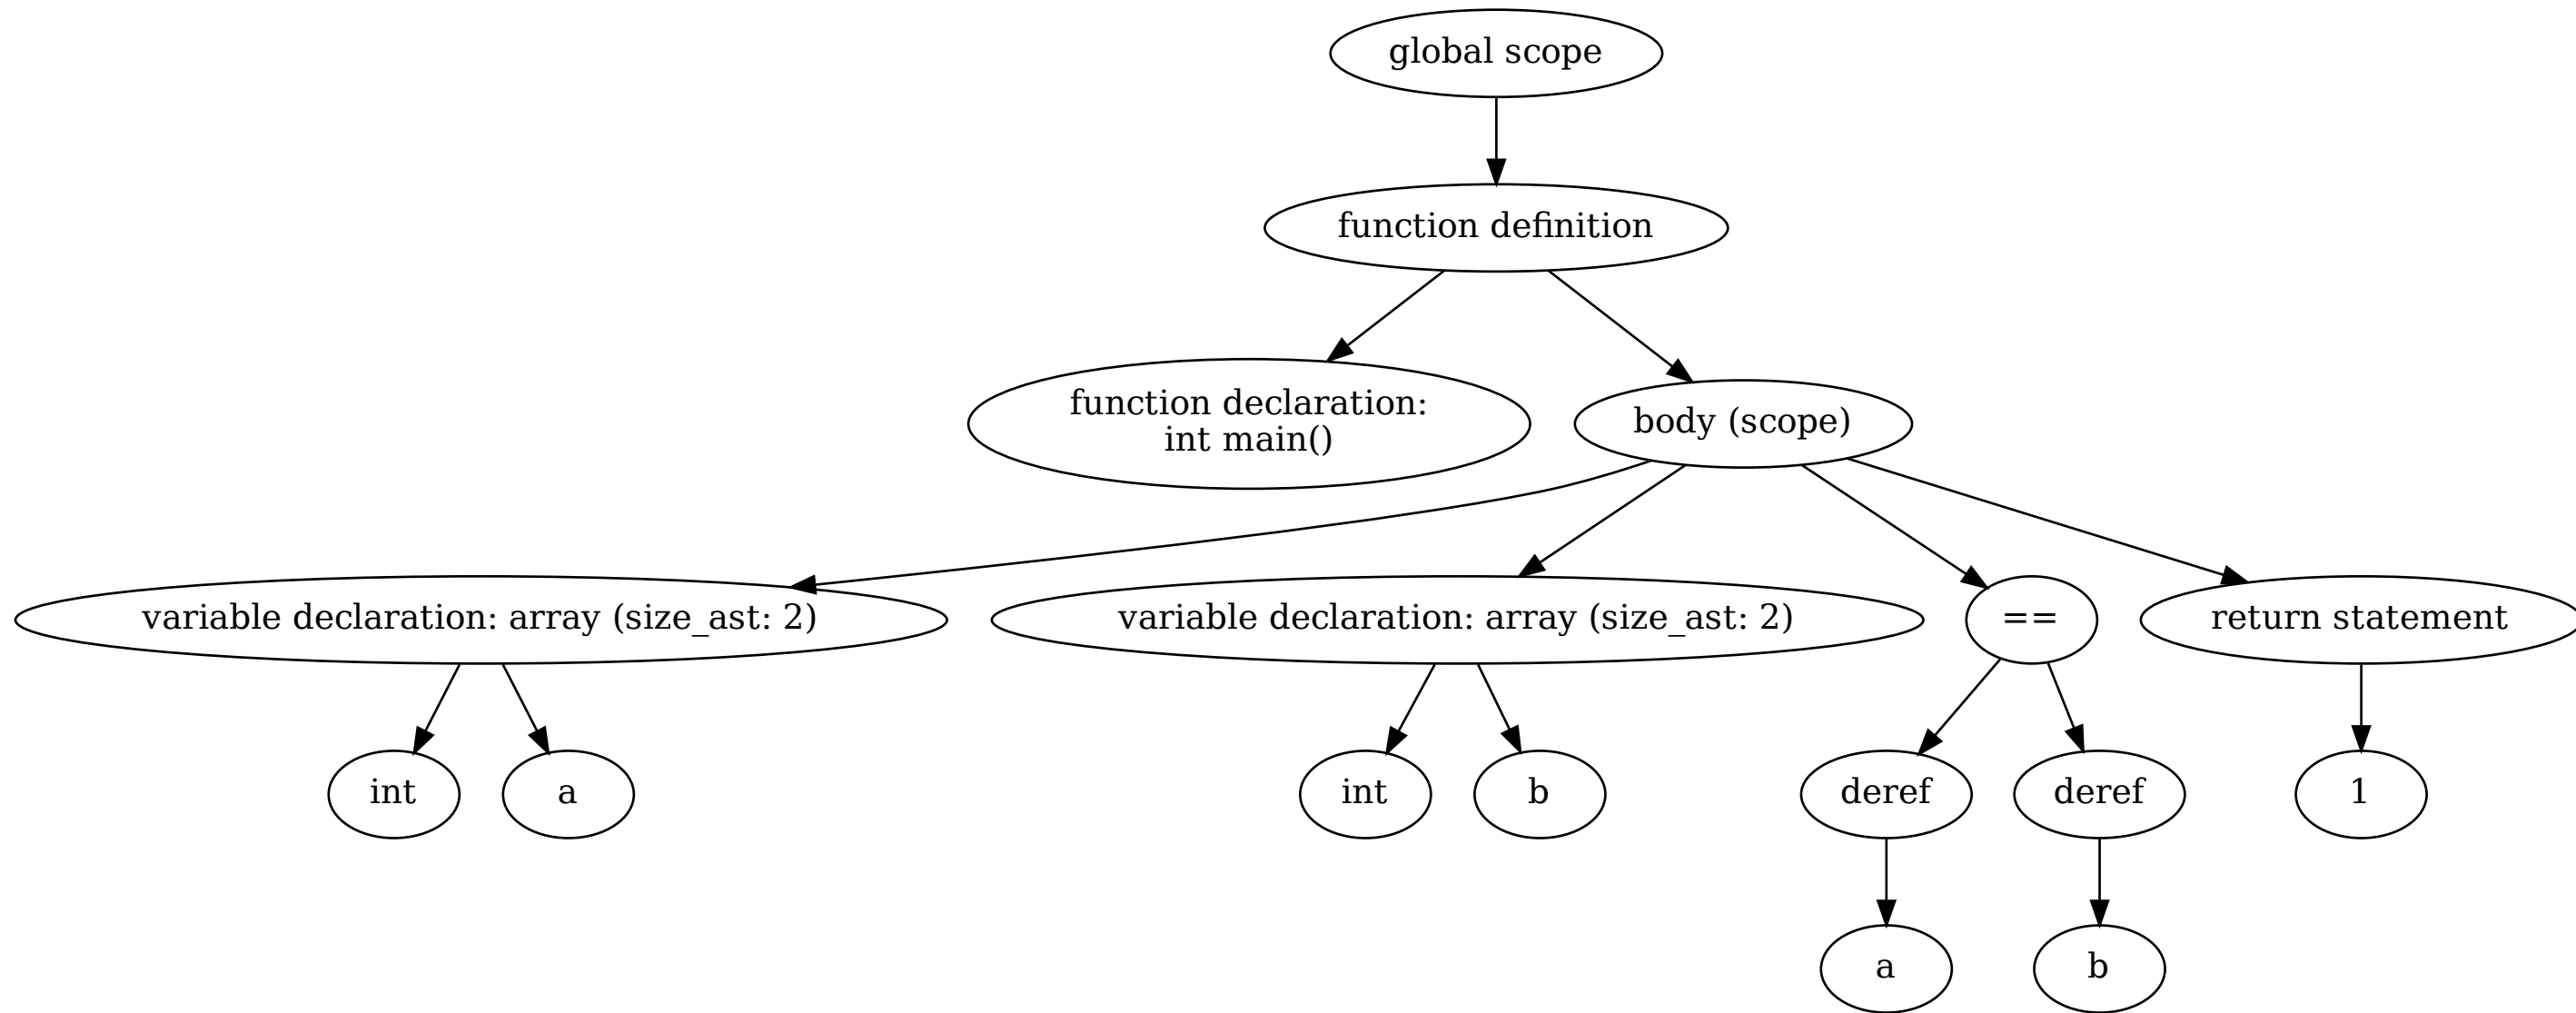 global scope
function definition
function declaration:
int main()
body (scope)
variable declaration: array (size_ast: 2)
variable declaration: array (size_ast: 2)
==
return statement
int
a
int
b
deref
deref
1
a
b